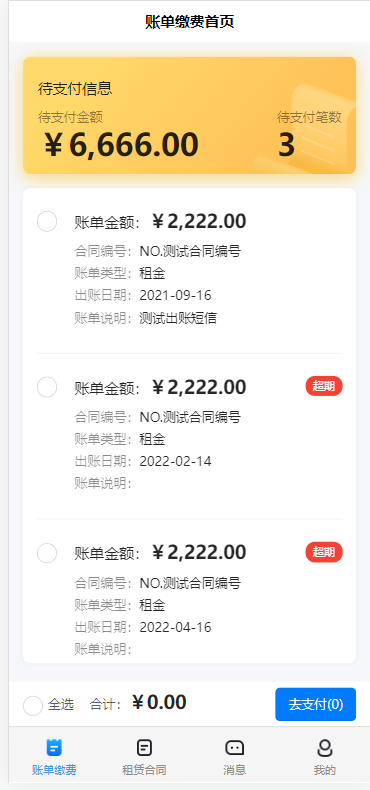 账单缴费首页
待支付信息
待支付金额 待支付笔数
￥6,666.00 3
账单金额：￥2,222.00
合同编号：NO.测试合同编号
账单类型：租金
出账日期：2021-09-16
账单说明：测试出账短信
账单金额：￥2,222.00 超期
合同编号：NO.测试合同编号
账单类型：租金
出账日期：2022-02-14
账单说明：
账单金额：￥2,222.00 超期
合同编号：NO.测试合同编号
账单类型：租金
出账日期：2022-04-16
账单说明：
全选 合计：￥0.00 去支付(0)
账单缴费 租赁合同 消息 我的